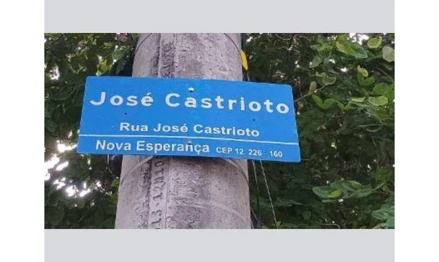 José Castrioto
Rua José Castrioto
Nova Esperança CEP 12 226 160